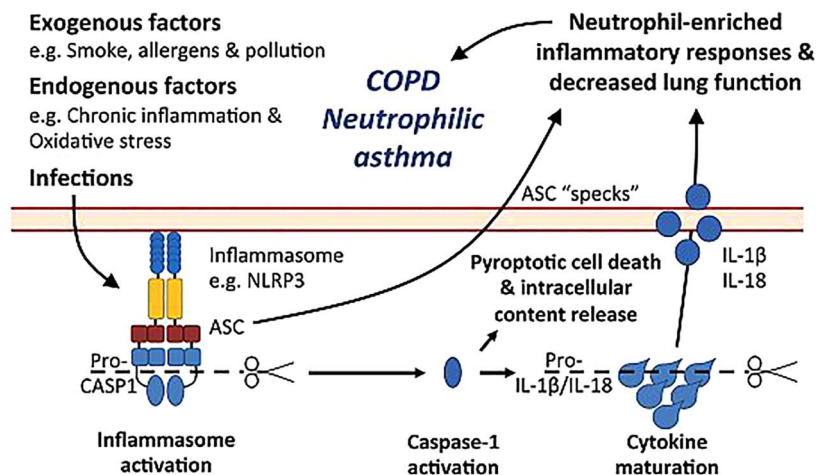 Exogenous factors
e.g. Smoke, allergens & pollution
Endogenous factors
e.g. Chronic inflammation &
Oxidative stress
Infections
COPD
Neutrophilic
asthma
Neutrophil-enriched
inflammatory responses &
decreased lung function
ASC “specks”
Inflammasome
e.g. NLRP3
ASC
Pyroptotic cell death
& intracellular
content release
IL-1β
IL-18
Pro-
CASP1
Pro-
IL-1β/IL-18
Inflammasome
activation
Caspase-1
activation
Cytokine
maturation